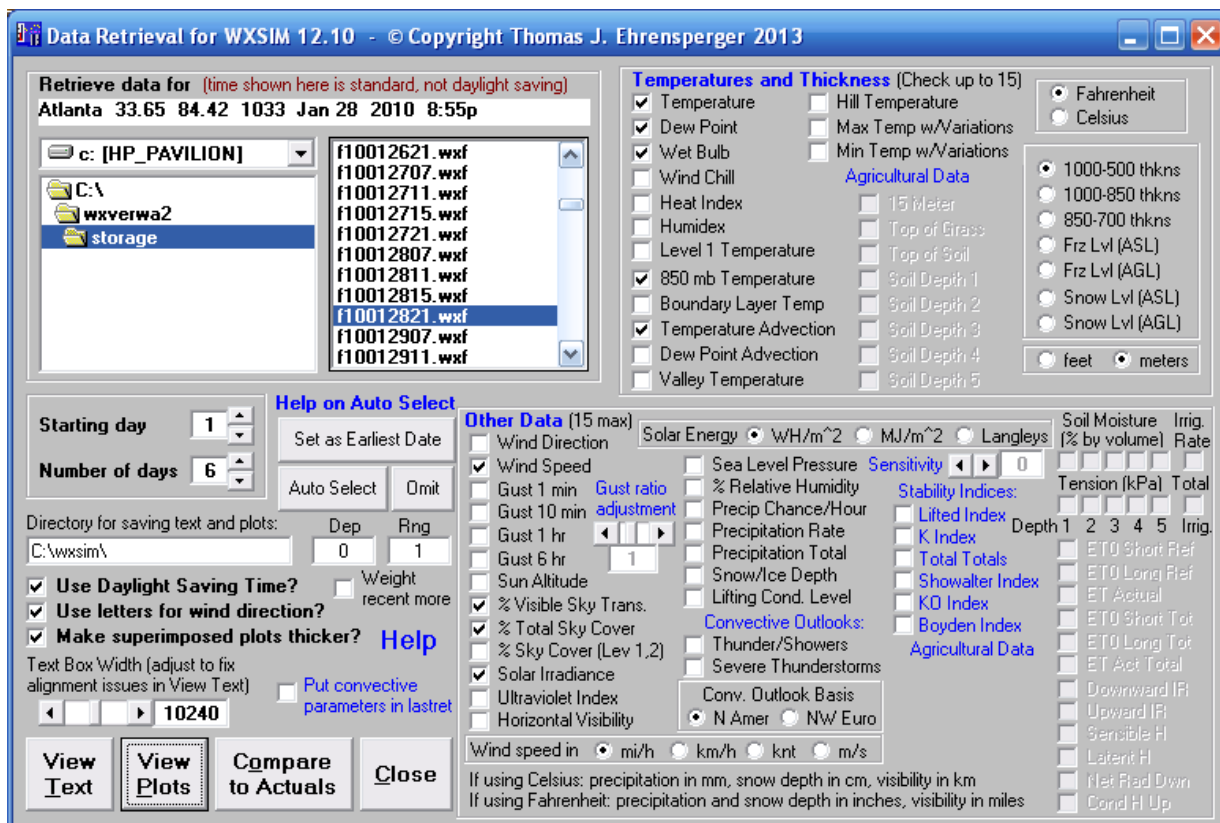 Data Retrieval for WXSIM 12.10 - © Copyright Thomas J. Ehrensperger 2013
Retrieve data for (time shown here is standard, not daylight saving)
Atlanta 33.65 84.42 1033 Jan 28 2010 8:55p
c: [HP_PAVILION]
C:\
wxverwa2
storage
f10012621.wxf
f10012707.wxf
f10012711.wxf
f10012715.wxf
f10012721.wxf
f10012807.wxf
f10012811.wxf
f10012815.wxf
f10012821.wxf
f10012907.wxf
f10012911.wxf
Temperatures and Thickness (Check up to 15)
Temperature
Dew Point
Wet Bulb
Wind Chill
Heat Index
Humidex
Level 1 Temperature
850 mb Temperature
Boundary Layer Temp
Temperature Advection
Dew Point Advection
Valley Temperature
Hill Temperature
Max Temp w/Variations
Min Temp w/Variations
Agricultural Data
15 Meter
Top of Grass
Top of Soil
Soil Depth 1
Soil Depth 2
Soil Depth 3
Soil Depth 4
Soil Depth 5
Fahrenheit
Celsius
1000-500 thkns
1000-850 thkns
850-700 thkns
Frz Lvl (ASL)
Frz Lvl (AGL)
Snow Lvl (ASL)
Snow Lvl (AGL)
feet meters
Starting day 1
Number of days 6
Help on Auto Select
Set as Earliest Date
Auto Select Omit
Directory for saving text and plots:
C:\wxsim\
Dep Rng
0 1
Use Daylight Saving Time?
Use letters for wind direction?
Make superimposed plots thicker?
Weight
recent more
Help
Text Box Width (adjust to fix
alignment issues in View Text)
10240
Put convective
parameters in lastret
View
Text
View
Plots
Compare
to Actuals
Close
Other Data (15 max)
Solar Energy WH/m^2 MJ/m^2 Langleys
Wind Direction
Wind Speed
Gust 1 min
Gust 10 min
Gust 1 hr
Gust 6 hr
Sun Altitude
% Visible Sky Trans.
% Total Sky Cover
% Sky Cover (Lev 1,2)
Solar Irradiance
Ultraviolet Index
Horizontal Visibility
Gust ratio
adjustment
1
Sea Level Pressure
% Relative Humidity
Precip Chance/Hour
Precipitation Rate
Precipitation Total
Snow/Ice Depth
Lifting Cond. Level
Convective Outlooks:
Thunder/Showers
Severe Thunderstorms
Conv. Outlook Basis
N Amer NW Euro
Sensitivity 0
Stability Indices:
Lifted Index
K Index
Total Totals
Showalter Index
KO Index
Boyden Index
Agricultural Data
Soil Moisture Irrig.
(% by volume) Rate
Tension (kPa) Total
Depth 1 2 3 4 5 Irrig.
ET0 Short Ref
ET0 Long Ref
ET Actual
ET0 Short Tot
ET0 Long Tot
ET Act Total
Downward IR
Upward IR
Sensible H
Latent H
Net Rad Dwn
Cond H Up
Wind speed in mi/h km/h knt m/s
If using Celsius: precipitation in mm, snow depth in cm, visibility in km
If using Fahrenheit: precipitation and snow depth in inches, visibility in miles